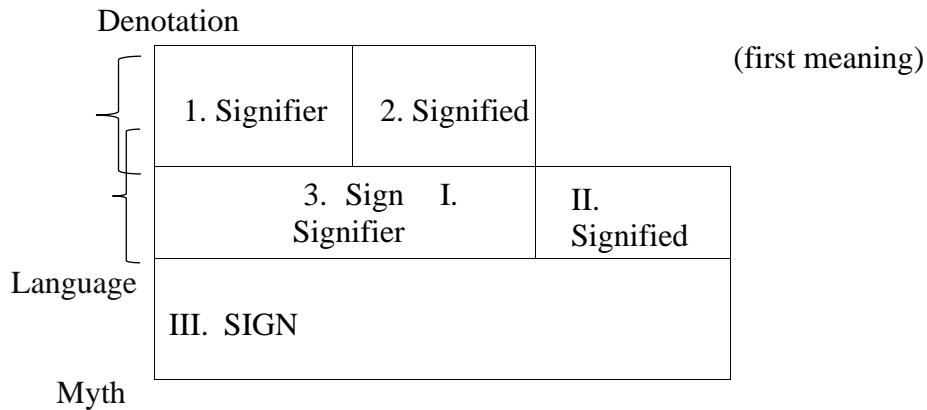 Denotation
(first meaning)
1. Signifier
2. Signified
3. Sign I.
Signifier
II.
Signified
Language
III. SIGN
Myth